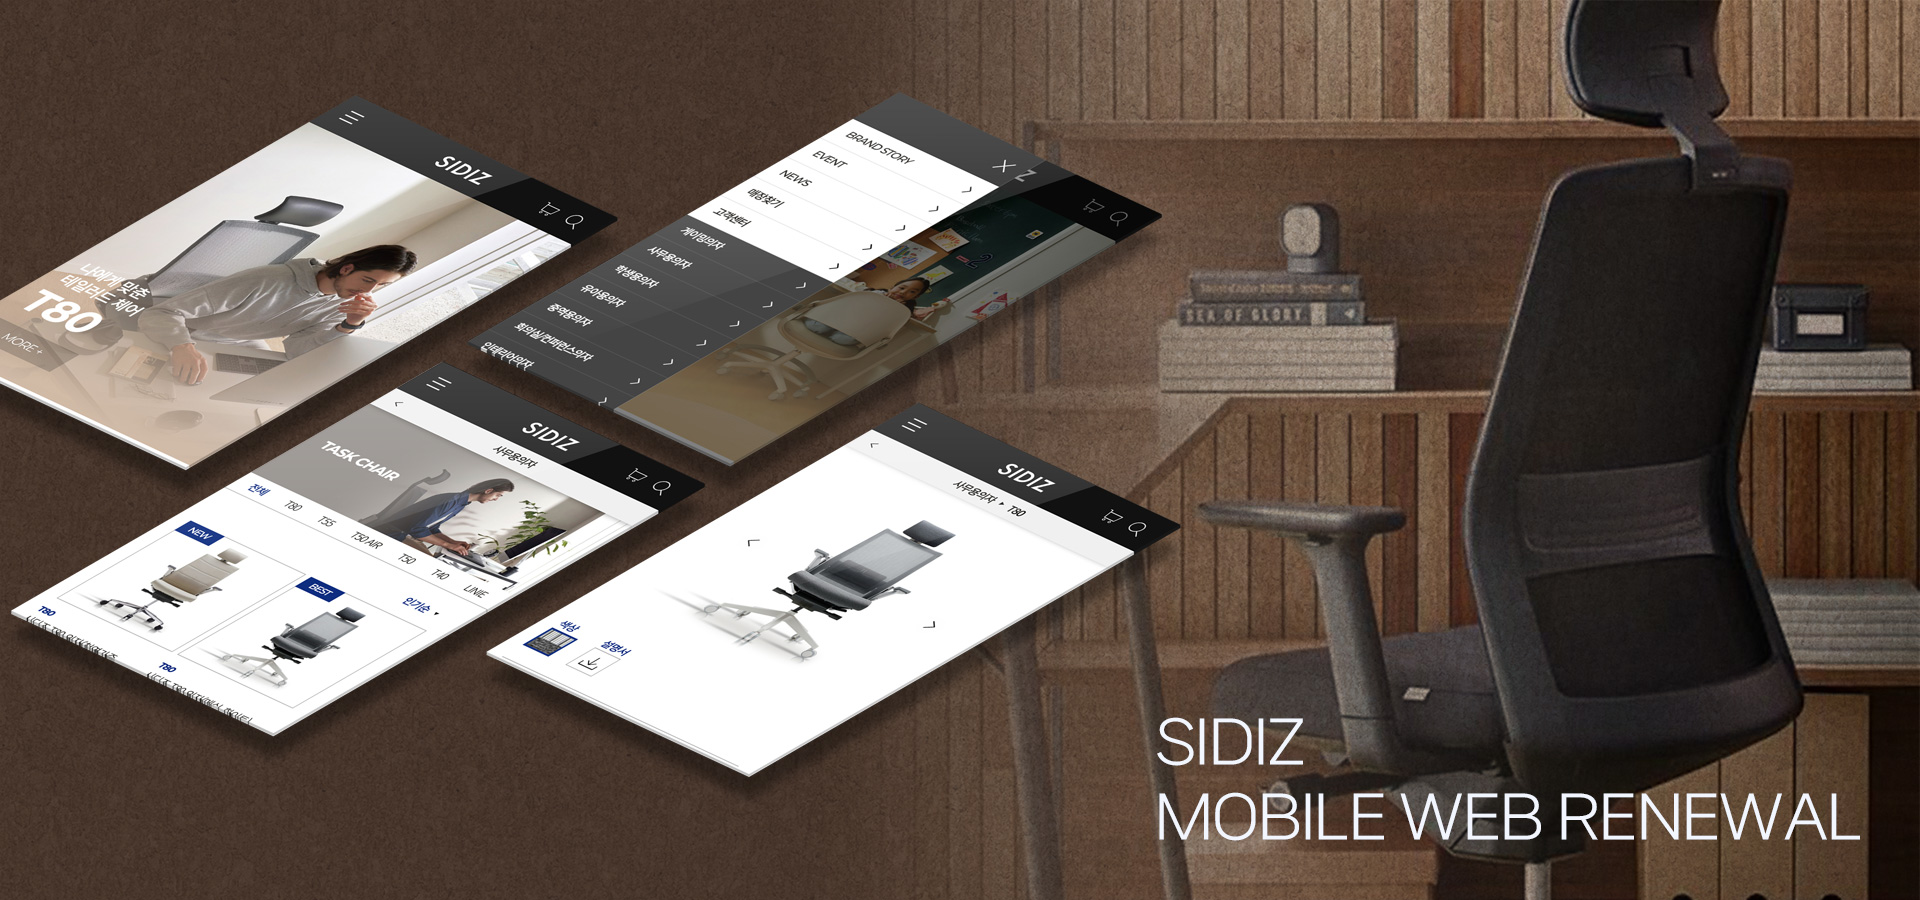 SIDIZ
나에게 맞춘
테일러드 체어
T80
MORE +
Z
BRAND STORY
EVENT
NEWS
매장찾기
고객센터
게이밍의자
사무용의자
학생용의자
유아용의자
중역용의자
회의실/컨퍼런스의자
인테리어의자
2
SEA OF GLORY
SIDIZ
사무용의자
TASK CHAIR
전체
T80
T55
T50 AIR
T50
T40
LINIE
인기순
NEW
BEST
T80
T80
SIDIZ
사무용의자 ▸ T80
색상
설명서
SIDIZ
MOBILE WEB RENEWAL